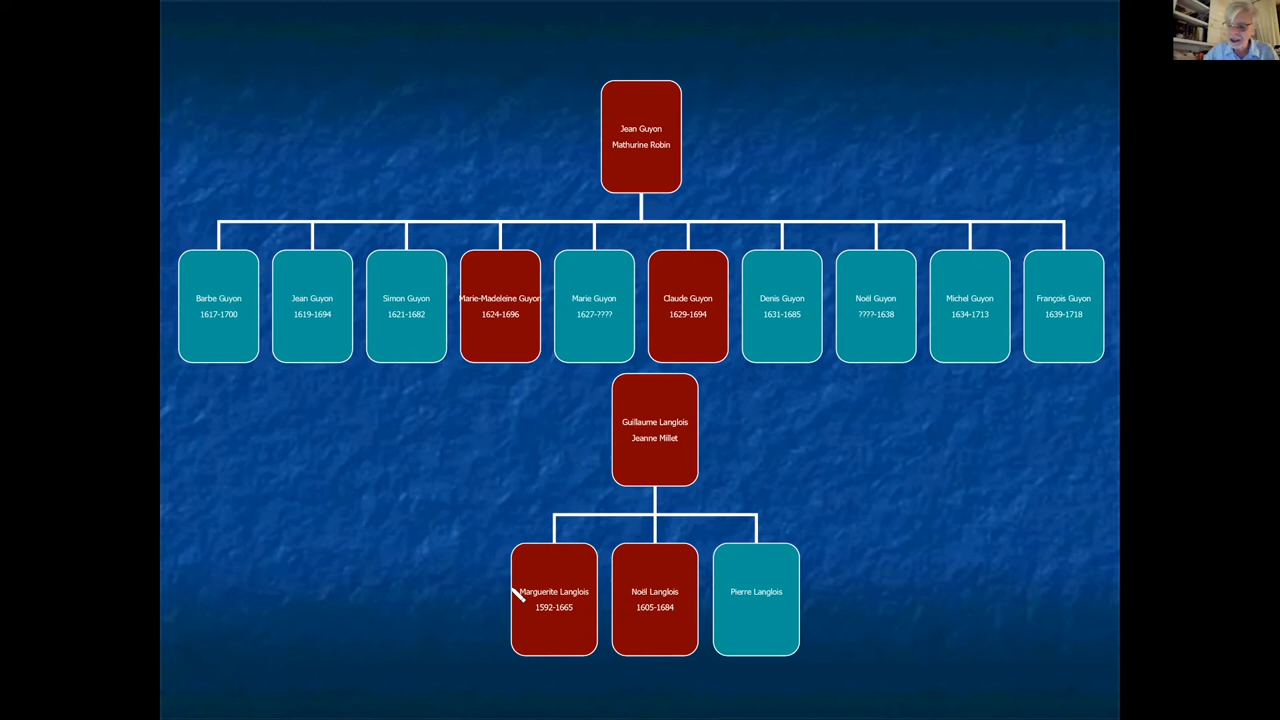 Jean Guyon
Mathurine Robin
Barbe Guyon
1617-1700
Jean Guyon
1619-1694
Simon Guyon
1621-1682
Marie-Madeleine Guyon
1624-1696
Marie Guyon
1627-????
Claude Guyon
1629-1694
Denis Guyon
1631-1685
Noël Guyon
????-1638
Michel Guyon
1634-1713
François Guyon
1639-1718
Guillaume Langlois
Jeanne Millet
Marguerite Langlois
1592-1665
Noël Langlois
1605-1684
Pierre Langlois